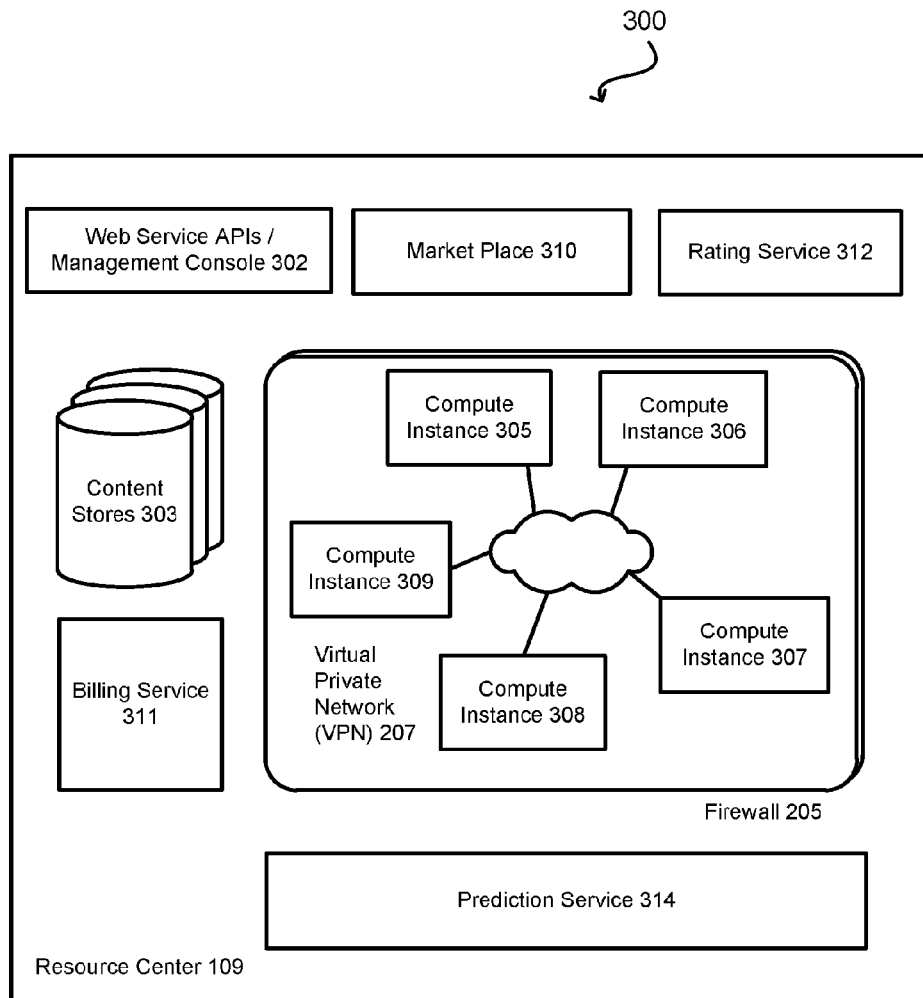 300
Web Service APIs /
Management Console 302
Market Place 310
Rating Service 312
Content
Stores 303
Compute
Instance 305
Compute
Instance 306
Compute
Instance 309
Compute
Instance 307
Compute
Instance 308
Virtual
Private
Network
(VPN) 207
Billing Service
311
Firewall 205
Prediction Service 314
Resource Center 109